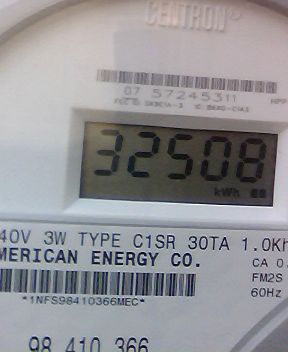 CENTRON®
07 57245311
32508
kWh
40V 3W TYPE C1SR 30TA 1.0Kh
MERICAN ENERGY CO.
CA 0.
FM2S
60Hz
*1NFS98410366MEC*
98 410 366